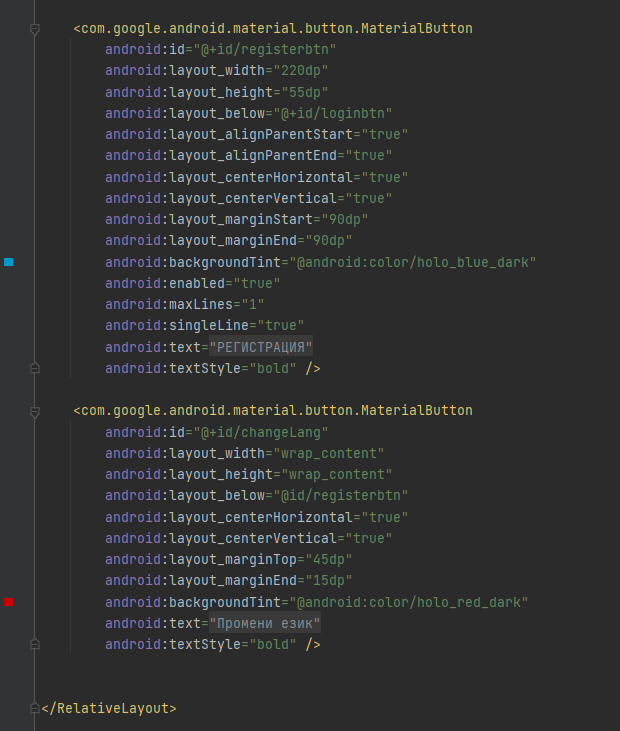 <com.google.android.material.button.MaterialButton
android:id="@+id/registerbtn"
android:layout_width="220dp"
android:layout_height="55dp"
android:layout_below="@+id/loginbtn"
android:layout_alignParentStart="true"
android:layout_alignParentEnd="true"
android:layout_centerHorizontal="true"
android:layout_centerVertical="true"
android:layout_marginStart="90dp"
android:layout_marginEnd="90dp"
android:backgroundTint="@android:color/holo_blue_dark"
android:enabled="true"
android:maxLines="1"
android:singleLine="true"
android:text="РЕГИСТРАЦИЯ"
android:textStyle="bold" />
<com.google.android.material.button.MaterialButton
android:id="@+id/changeLang"
android:layout_width="wrap_content"
android:layout_height="wrap_content"
android:layout_below="@id/registerbtn"
android:layout_centerHorizontal="true"
android:layout_centerVertical="true"
android:layout_marginTop="45dp"
android:layout_marginEnd="15dp"
android:backgroundTint="@android:color/holo_red_dark"
android:text="Промени език"
android:textStyle="bold" />
</RelativeLayout>